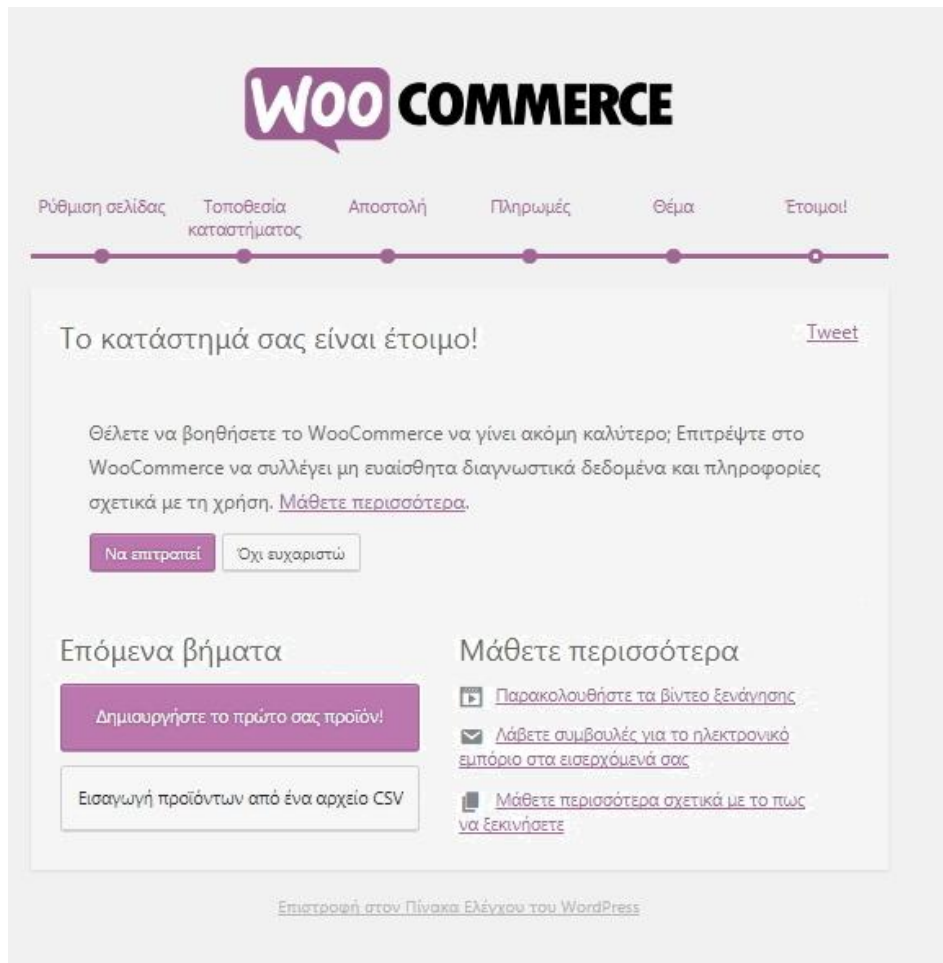 WOO COMMERCE
Ρύθμιση σελίδας
Τοποθεσία
καταστήματος
Αποστολή
Πληρωμές
Θέμα
Έτοιμοι!
Το κατάστημά σας είναι έτοιμο!
Tweet
Θέλετε να βοηθήσετε το WooCommerce να γίνει ακόμη καλύτερο; Επιτρέψτε στο
WooCommerce να συλλέγει μη ευαίσθητα διαγνωστικά δεδομένα και πληροφορίες
σχετικά με τη χρήση. Μάθετε περισσότερα.
Να επιτραπεί
Όχι ευχαριστώ
Επόμενα βήματα
Δημιουργήστε το πρώτο σας προϊόν!
Εισαγωγή προϊόντων από ένα αρχείο CSV
Μάθετε περισσότερα
Παρακολουθήστε τα βίντεο ξενάγησης
Λάβετε συμβουλές για το ηλεκτρονικό
εμπόριο στα εισερχόμενά σας
Μάθετε περισσότερα σχετικά με το πως
να ξεκινήσετε
Επιστροφή στον Πίνακα Ελέγχου του WordPress